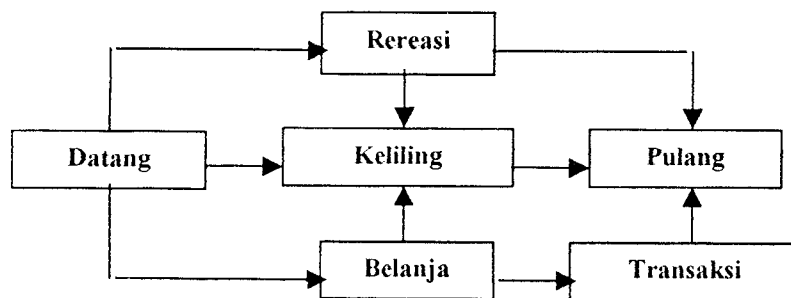 Rereasi
Datang
Keliling
Pulang
Belanja
Transaksi